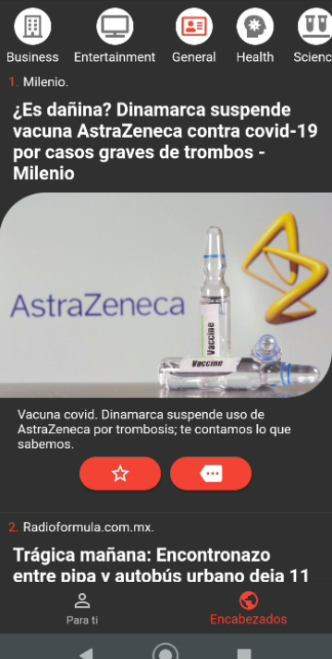 Business Entertainment General Health Scienc
1. Milenio.
¿Es dañina? Dinamarca suspende
vacuna AstraZeneca contra covid-19
por casos graves de trombos -
Milenio
AstraZeneca
Vaccine
Vaccine
Vacuna covid. Dinamarca suspende uso de
AstraZeneca por trombosis; te contamos lo que
sabemos.
2. Radioformula.com.mx.
Trágica mañana: Encontronazo
entre pipa y autobús urbano deja 11
Para ti
Encabezados